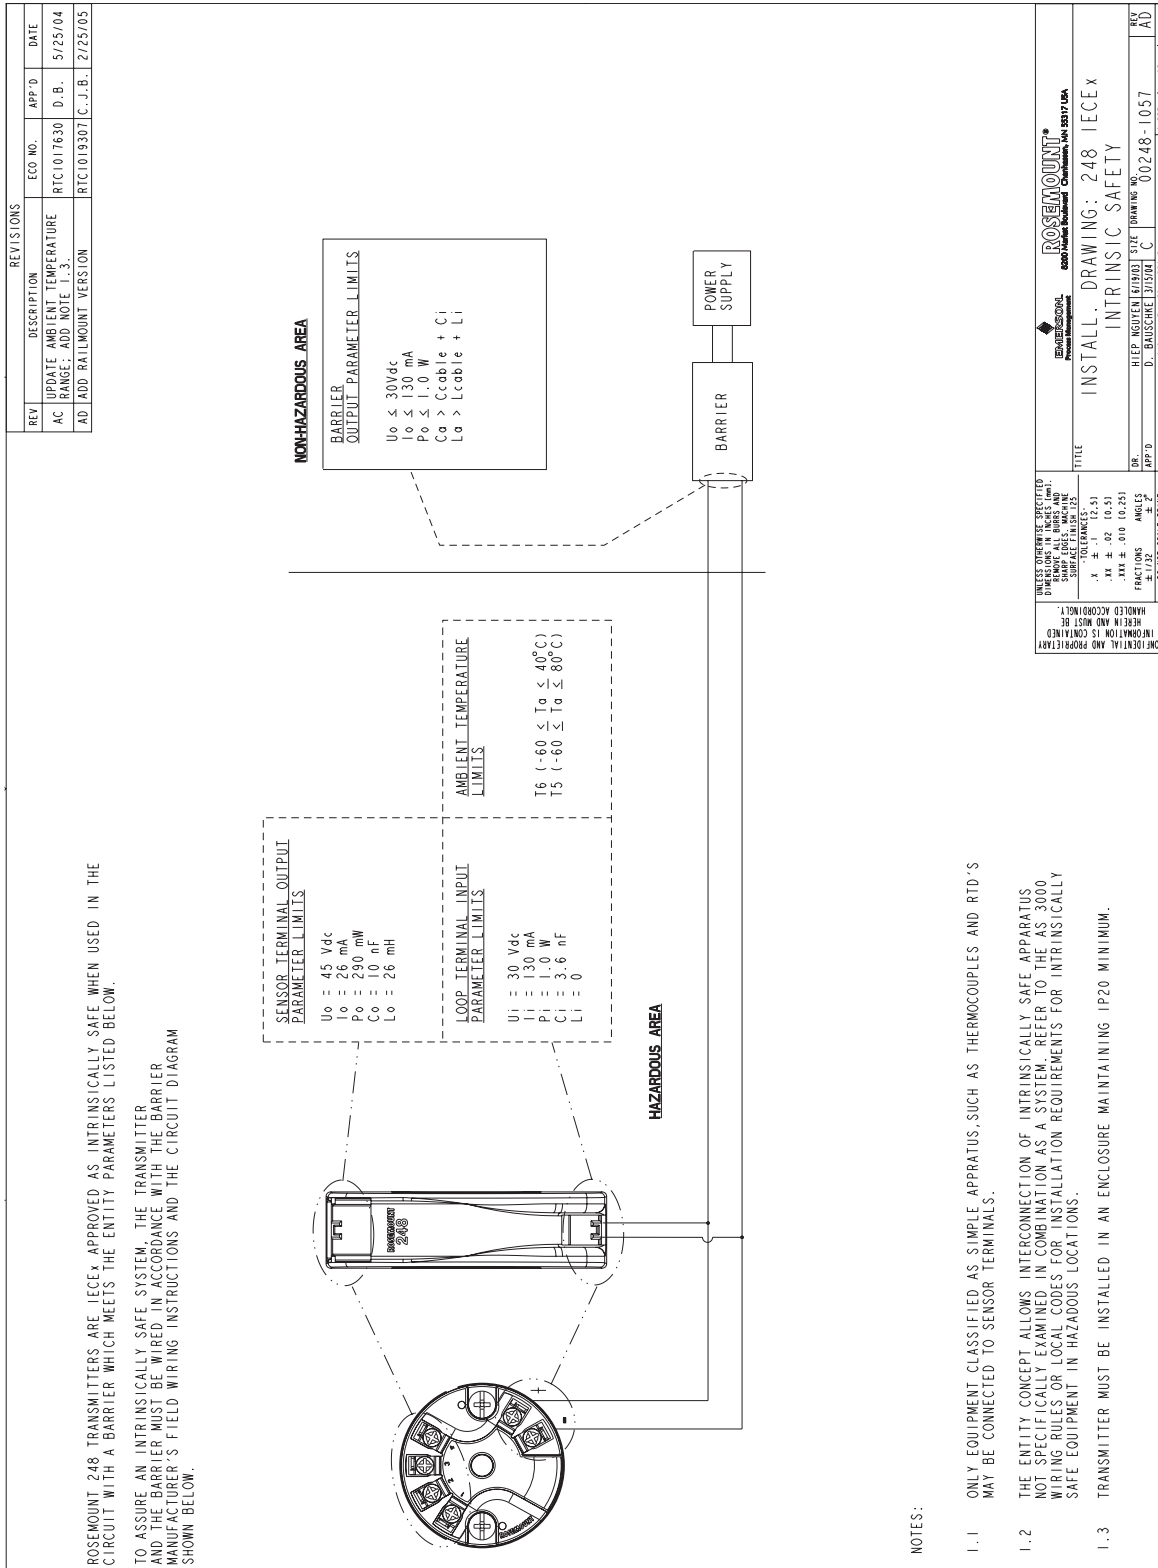 REVISIONS
REV DESCRIPTION ECO NO. APP'D DATE
AC UPDATE AMBIENT TEMPERATURE RANGE; ADD NOTE 1.3. RTC1017630 D.B. 5/25/04
AD ADD RAILMOUNT VERSION RTC1019307 C.J.B. 2/25/05
ROSEMOUNT 248 TRANSMITTERS ARE IECEx APPROVED AS INTRINSICALLY SAFE WHEN USED IN THE
CIRCUIT WITH A BARRIER WHICH MEETS THE ENTITY PARAMETERS LISTED BELOW.
TO ASSURE AN INTRINSICALLY SAFE SYSTEM, THE TRANSMITTER
AND THE BARRIER MUST BE WIRED IN ACCORDANCE WITH THE BARRIER
MANUFACTURER'S FIELD WIRING INSTRUCTIONS AND THE CIRCUIT DIAGRAM
SHOWN BELOW.
SENSOR TERMINAL OUTPUT
PARAMETER LIMITS
Uo = 45 Vdc
Io = 26 mA
Po = 290 mW
Co = 10 nF
Lo = 26 mH
LOOP TERMINAL INPUT
PARAMETER LIMITS
Ui = 30 Vdc
Ii = 130 mA
Pi = 1.0 W
Ci = 3.6 nF
Li = 0
AMBIENT TEMPERATURE
LIMITS
T6 (-60 ≤ Ta ≤ 40°C)
T5 (-60 ≤ Ta ≤ 80°C)
NON-HAZARDOUS AREA
BARRIER
OUTPUT PARAMETER LIMITS
Uo ≤ 30Vdc
Io ≤ 130 mA
Po ≤ 1.0 W
Ca > Ccable + Ci
La > Lcable + Li
ROSEMOUNT
248
ROSEMOUNT
1
2
3
4
+
-
HAZARDOUS AREA
BARRIER
POWER
SUPPLY
NOTES:
1.1 ONLY EQUIPMENT CLASSIFIED AS SIMPLE APPRATUS,SUCH AS THERMOCOUPLES AND RTD'S
MAY BE CONNECTED TO SENSOR TERMINALS.
1.2 THE ENTITY CONCEPT ALLOWS INTERCONNECTION OF INTRINSICALLY SAFE APPARATUS
NOT SPECIFICALLY EXAMINED IN COMBINATION AS A SYSTEM. REFER TO THE AS 3000
WIRING RULES OR LOCAL CODES FOR INSTALLATION REQUIREMENTS FOR INTRINSICALLY
SAFE EQUIPMENT IN HAZADOUS LOCATIONS.
1.3 TRANSMITTER MUST BE INSTALLED IN AN ENCLOSURE MAINTAINING IP20 MINIMUM.
CONFIDENTIAL AND PROPRIETARY
INFORMATION IS CONTAINED
HEREIN AND MUST BE
HANDLED ACCORDINGLY.
UNLESS OTHERWISE SPECIFIED
DIMENSIONS IN INCHES [mm].
REMOVE ALL BURRS AND
SHARP EDGES. MACHINE
SURFACE FINISH 125
-TOLERANCES-
.X ± .1 [2,5]
.XX ± .02 [0,5]
.XXX ± .010 [0,25]
FRACTIONS ANGLES
± 1/32 ± 2°
EMERSON.
Process Management
ROSEMOUNT®
8200 Market Boulevard Chanhassen, MN 55317 USA
TITLE
INSTALL. DRAWING: 248 IECEx
INTRINSIC SAFETY
DR. HIEP NGUYEN 6/19/03 SIZE DRAWING NO. REV
APP'D D. BAUSCHKE 3/15/04 C 00248-1057 AD